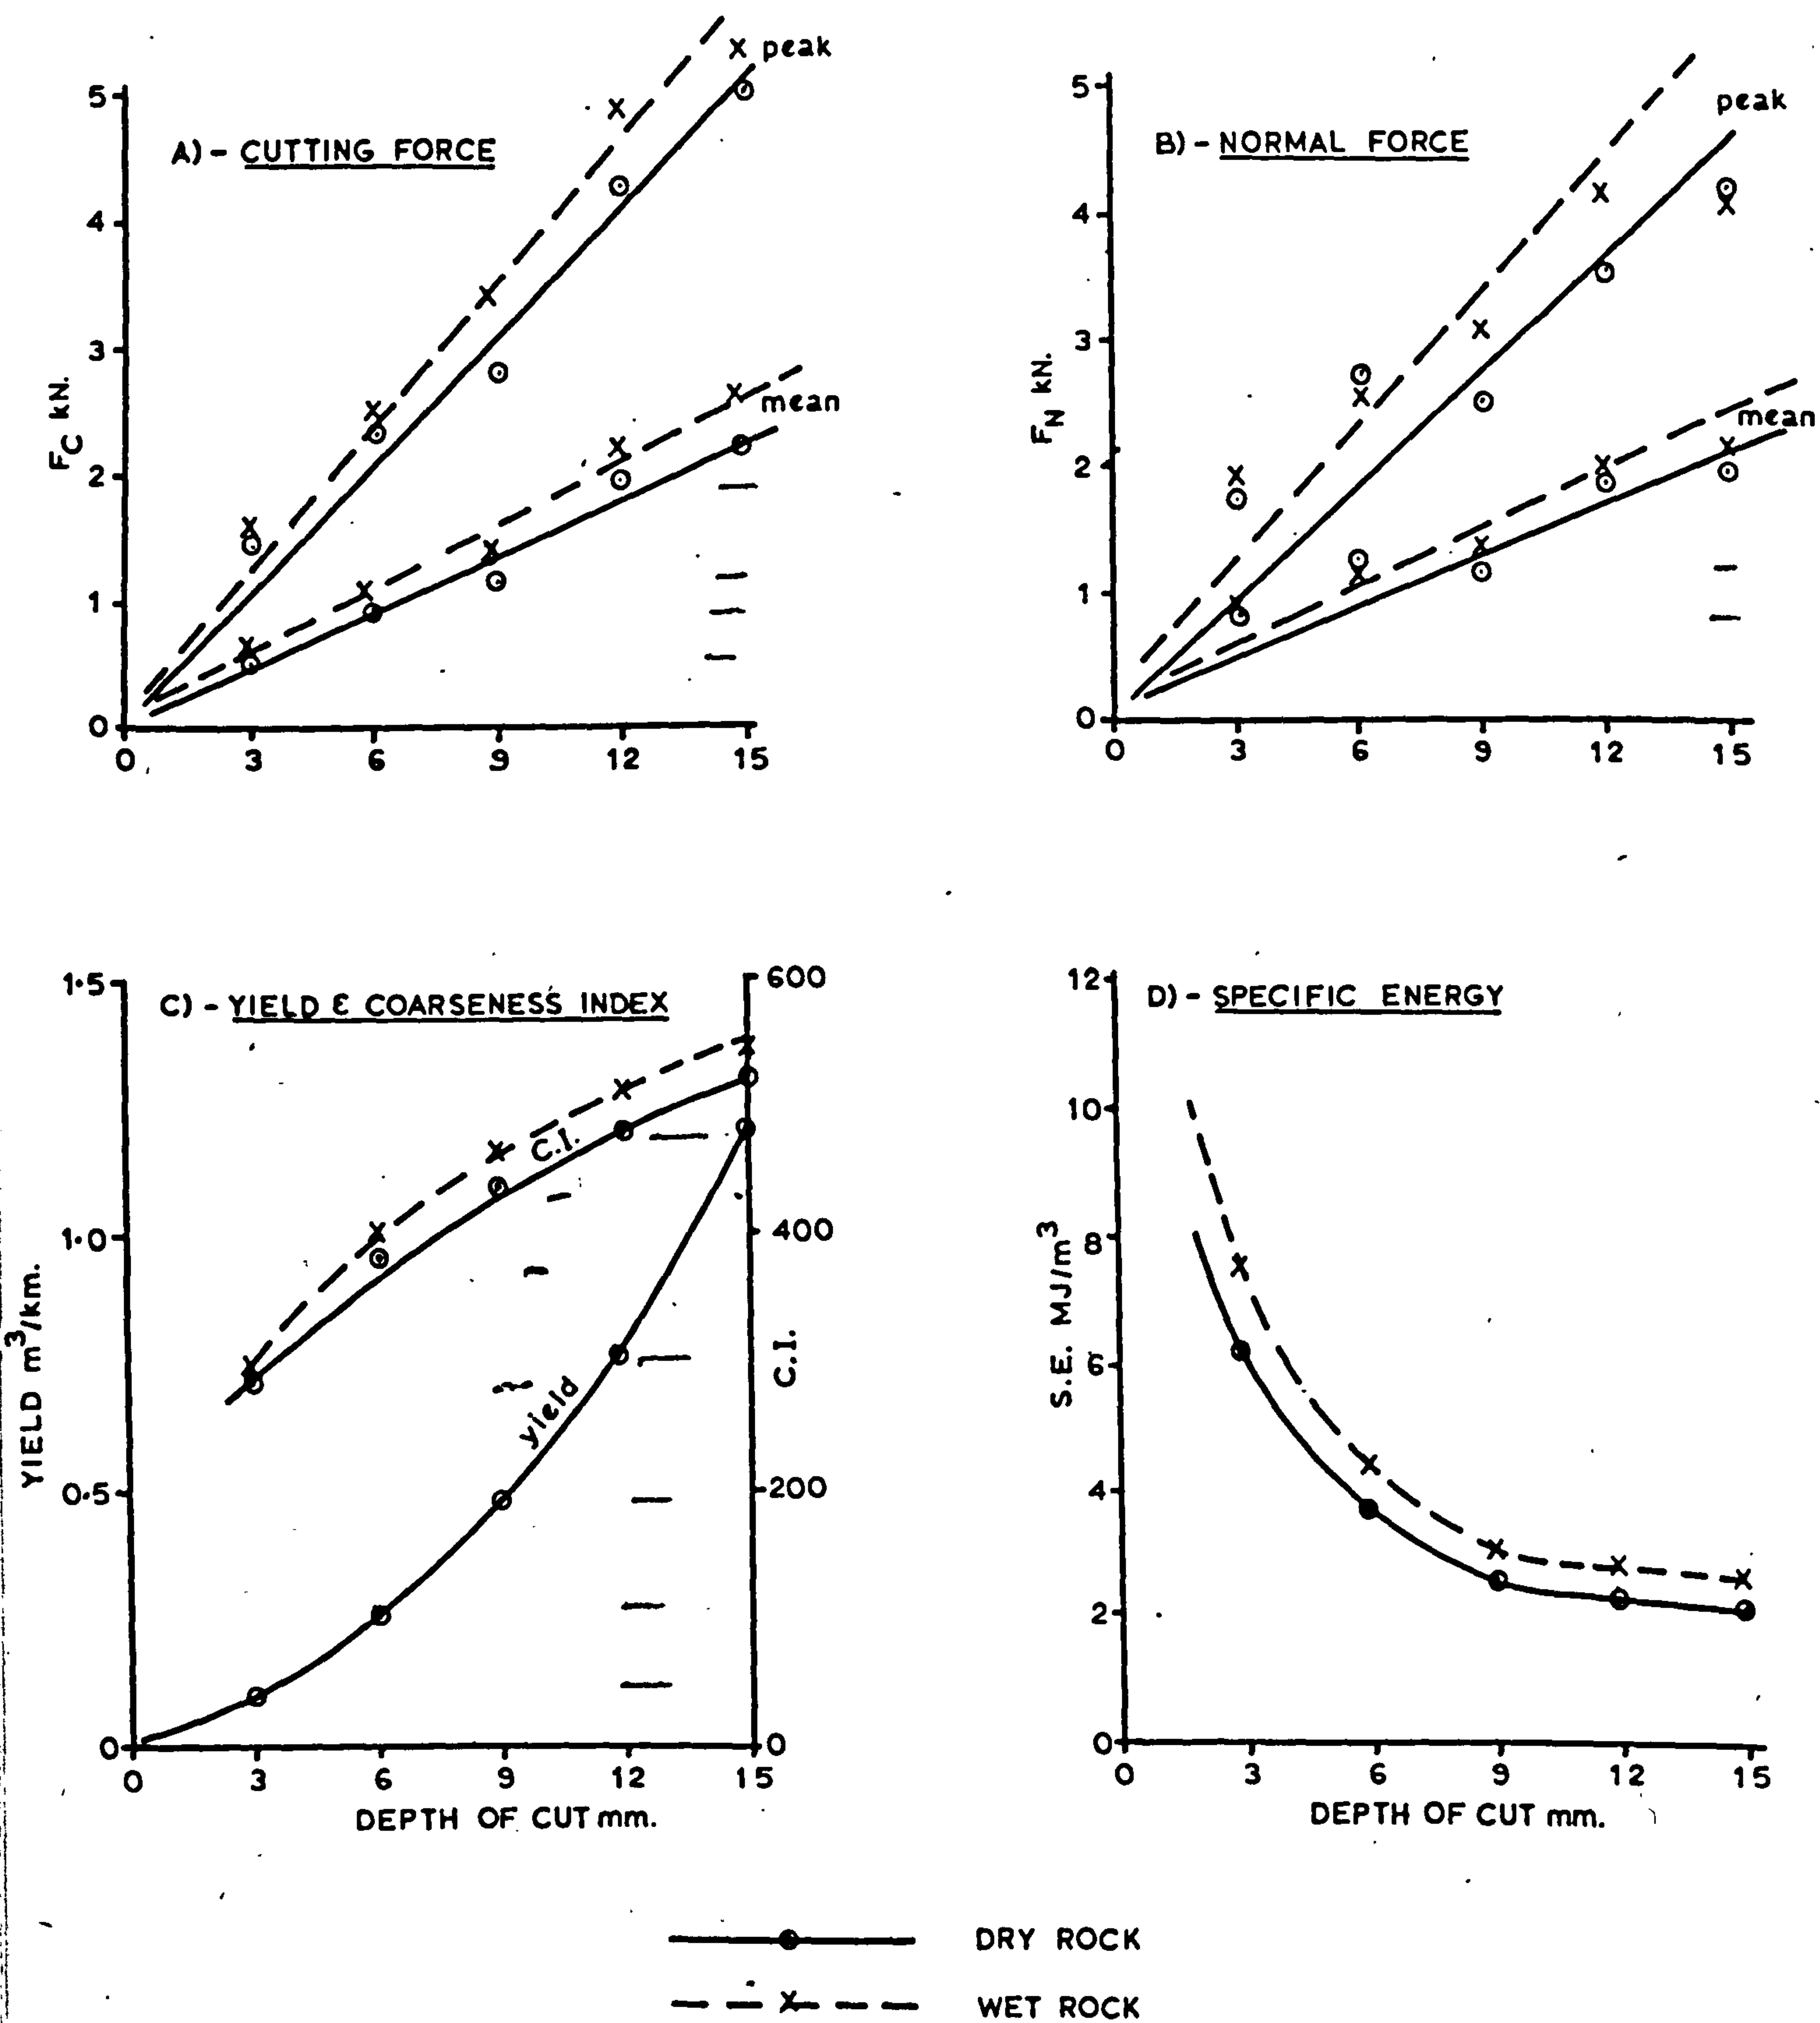 A) - CUTTING FORCE
peak
mean
F_C kN.
5
4
3
2
1
0
0 3 6 9 12 15
B) - NORMAL FORCE
peak
mean
F_N kN.
5
4
3
2
1
0
0 3 6 9 12 15
C) - YIELD & COARSENESS INDEX
C.I.
yield
YIELD m³/km.
1·5
1·0
0·5
0
600
400
200
0
C.I.
0 3 6 9 12 15
DEPTH OF CUT mm.
D) - SPECIFIC ENERGY
S.E. MJ/m³
12
10
8
6
4
2
0
0 3 6 9 12 15
DEPTH OF CUT mm.
DRY ROCK
WET ROCK